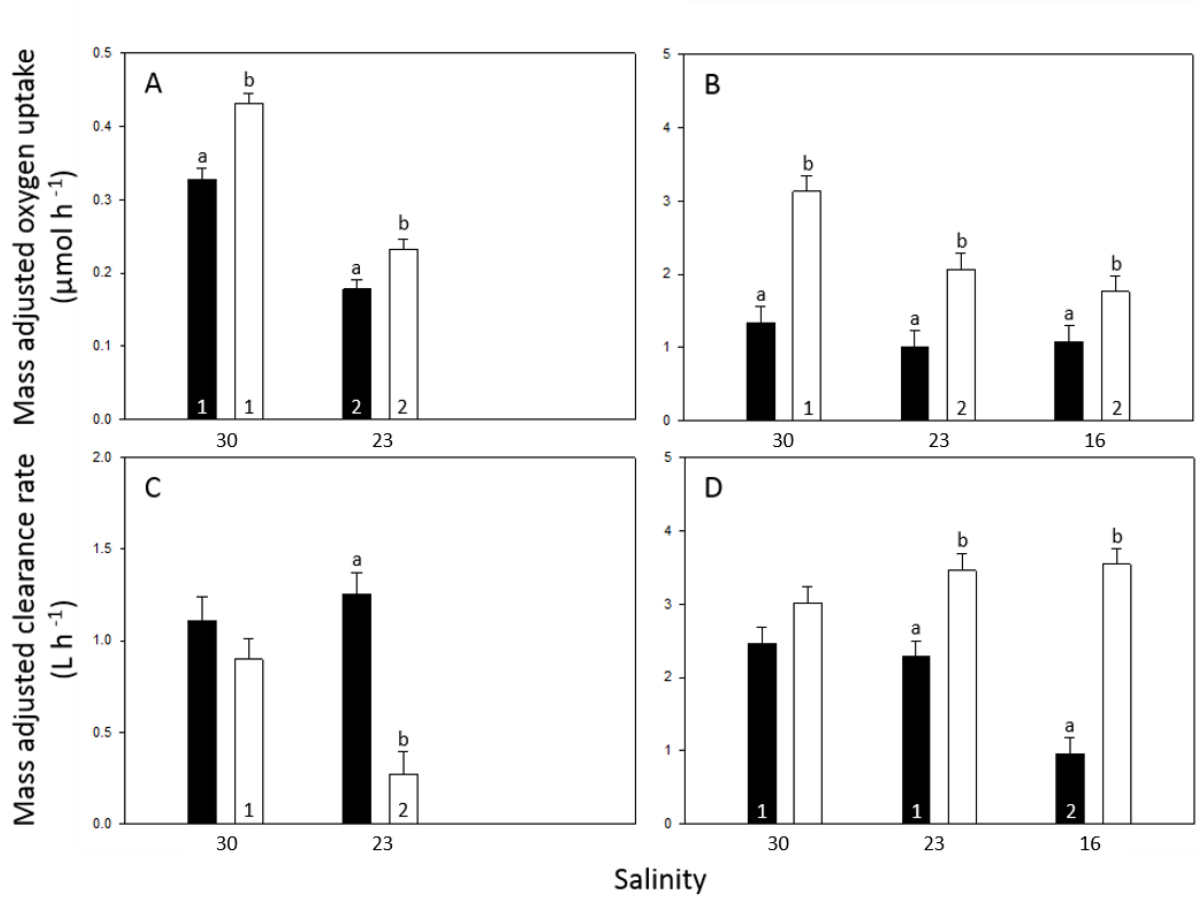 Mass adjusted oxygen uptake
(μmol h⁻¹)
A
0.5
0.4
0.3
0.2
0.1
0.0
a
b
a
b
1
1
2
2
30
23
B
5
4
3
2
1
0
a
b
a
b
a
b
1
2
2
30
23
16
Mass adjusted clearance rate
(L h⁻¹)
C
2.0
1.5
1.0
0.5
0.0
a
b
1
2
30
23
D
5
4
3
2
1
0
a
b
a
b
1
1
2
30
23
16
Salinity